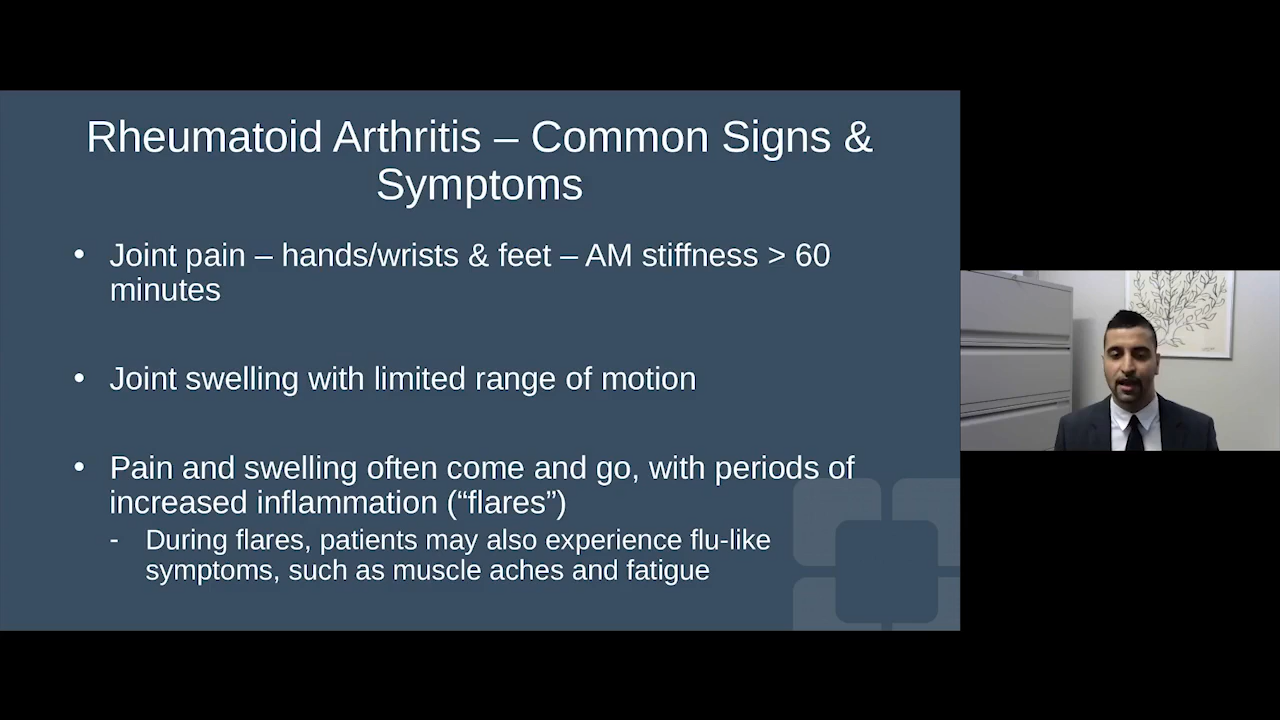 Rheumatoid Arthritis – Common Signs &
Symptoms
• Joint pain – hands/wrists & feet – AM stiffness > 60
minutes
• Joint swelling with limited range of motion
• Pain and swelling often come and go, with periods of
increased inflammation (“flares”)
- During flares, patients may also experience flu-like
symptoms, such as muscle aches and fatigue